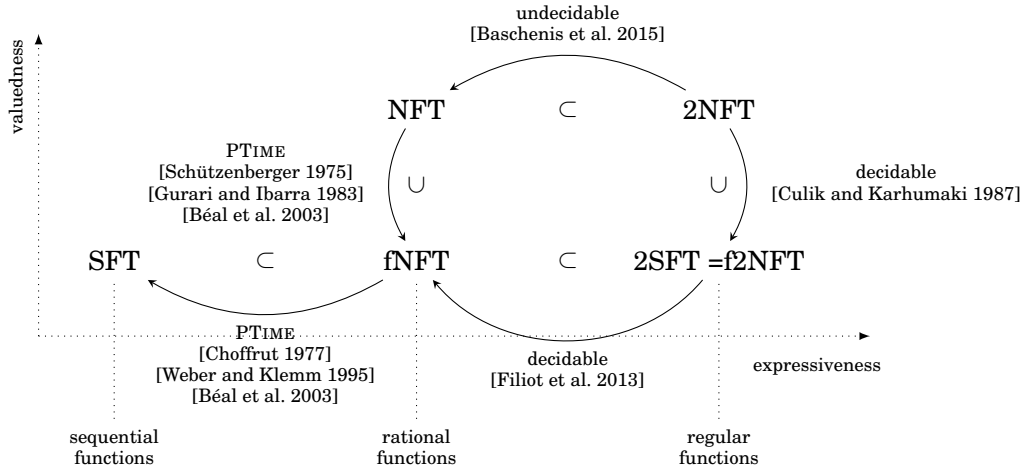 undecidable
[Baschenis et al. 2015]
valuedness
NFT ⊂ 2NFT
PTIME
[Schützenberger 1975]
[Gurari and Ibarra 1983]
[Béal et al. 2003]
∪ ∪
decidable
[Culik and Karhumaki 1987]
SFT ⊂ fNFT ⊂ 2SFT =f2NFT
PTIME
[Choffrut 1977]
[Weber and Klemm 1995]
[Béal et al. 2003]
decidable
[Filiot et al. 2013]
expressiveness
sequential
functions
rational
functions
regular
functions